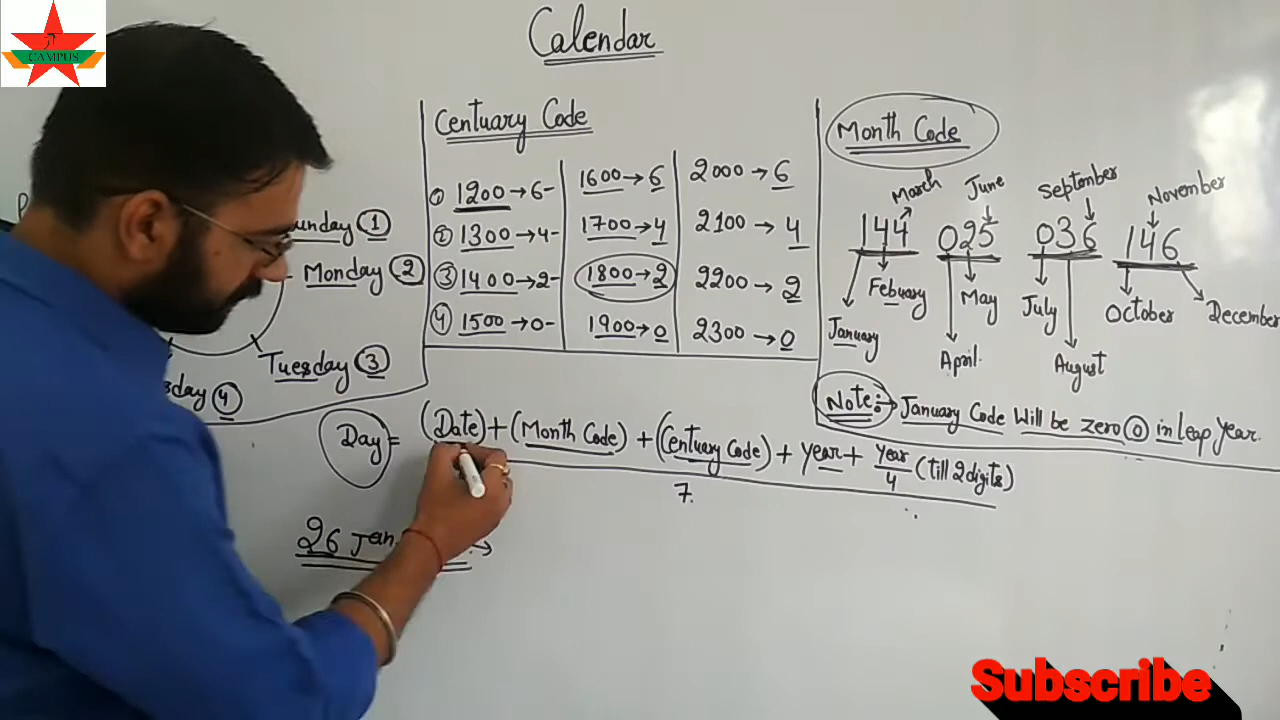 CAMPUS
Calendar
Centuary Code
① 1200→6-
② 1300→4-
③ 1400→2-
④ 1500→0-
1600→6
1700→4
1800→2
1900→0
2000→6
2100→4
2200→2
2300→0
Month Code
March June September November
144 025 036 146
January Febuary April. May July August October December
Note:→ January Code Will be zero ⓪ in leap year.
Monday ②
Tuesday ③
④
Day = (Date)+(Month Code)+(Centuary Code)+year+year/4 (till 2digits)
7.
26 Jan
Subscribe